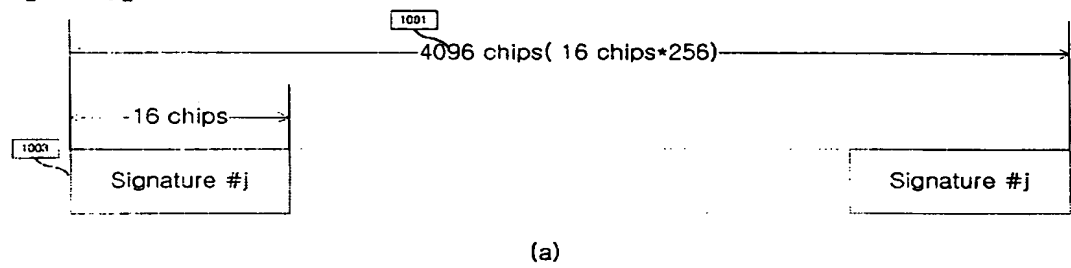 1001
4096 chips( 16 chips*256)
16 chips
1003
Signature #j
Signature #j
(a)